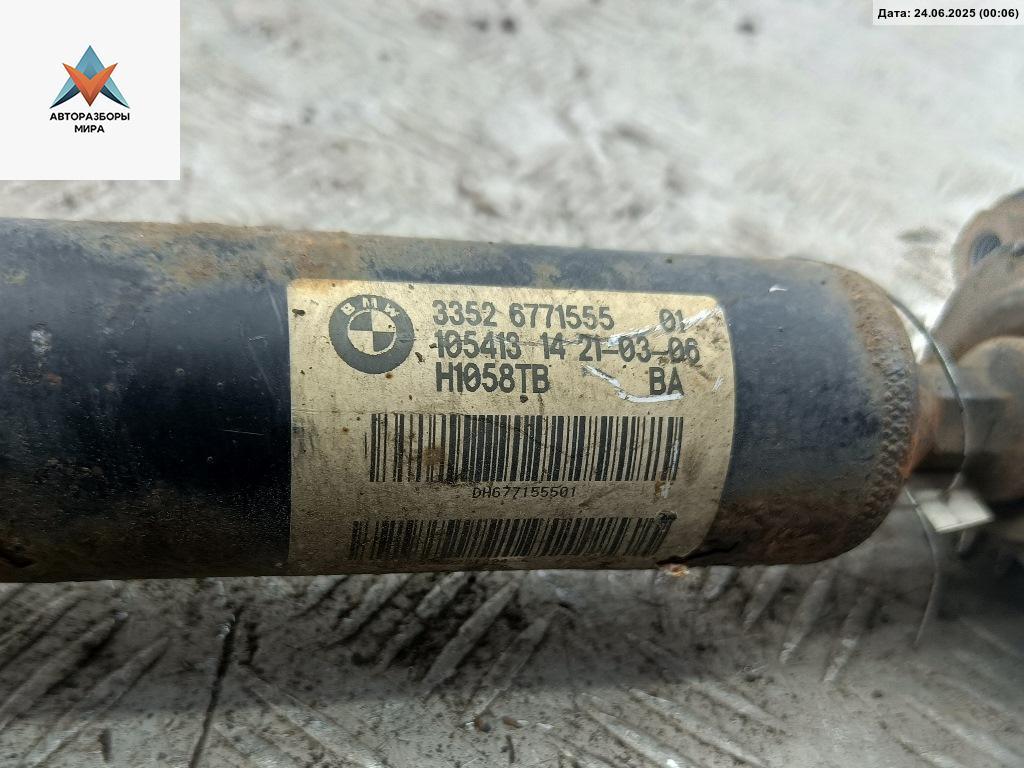 Дата: 24.06.2025 (00:06)
АВТОРАЗБОРЫ
МИРА
BMW
3352 6771555 01
105413 14 21-03-06
H1058TB BA
DH677155501